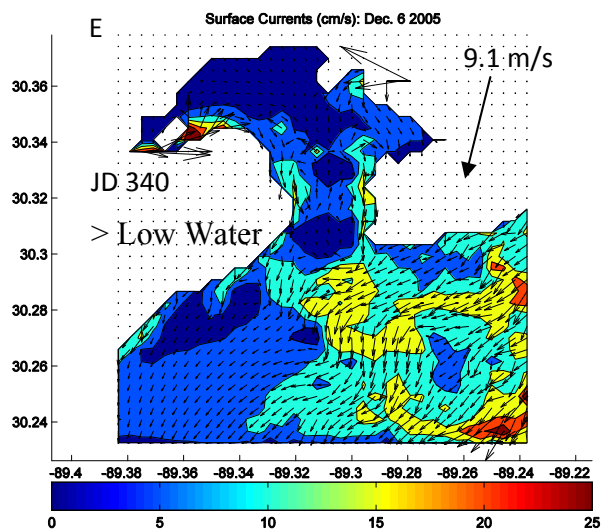 Surface Currents (cm/s): Dec. 6 2005
E
9.1 m/s
30.36
30.34
JD 340
30.32
> Low Water
30.3
30.28
30.26
30.24
-89.4 -89.38 -89.36 -89.34 -89.32 -89.3 -89.28 -89.26 -89.24 -89.22
0 5 10 15 20 25